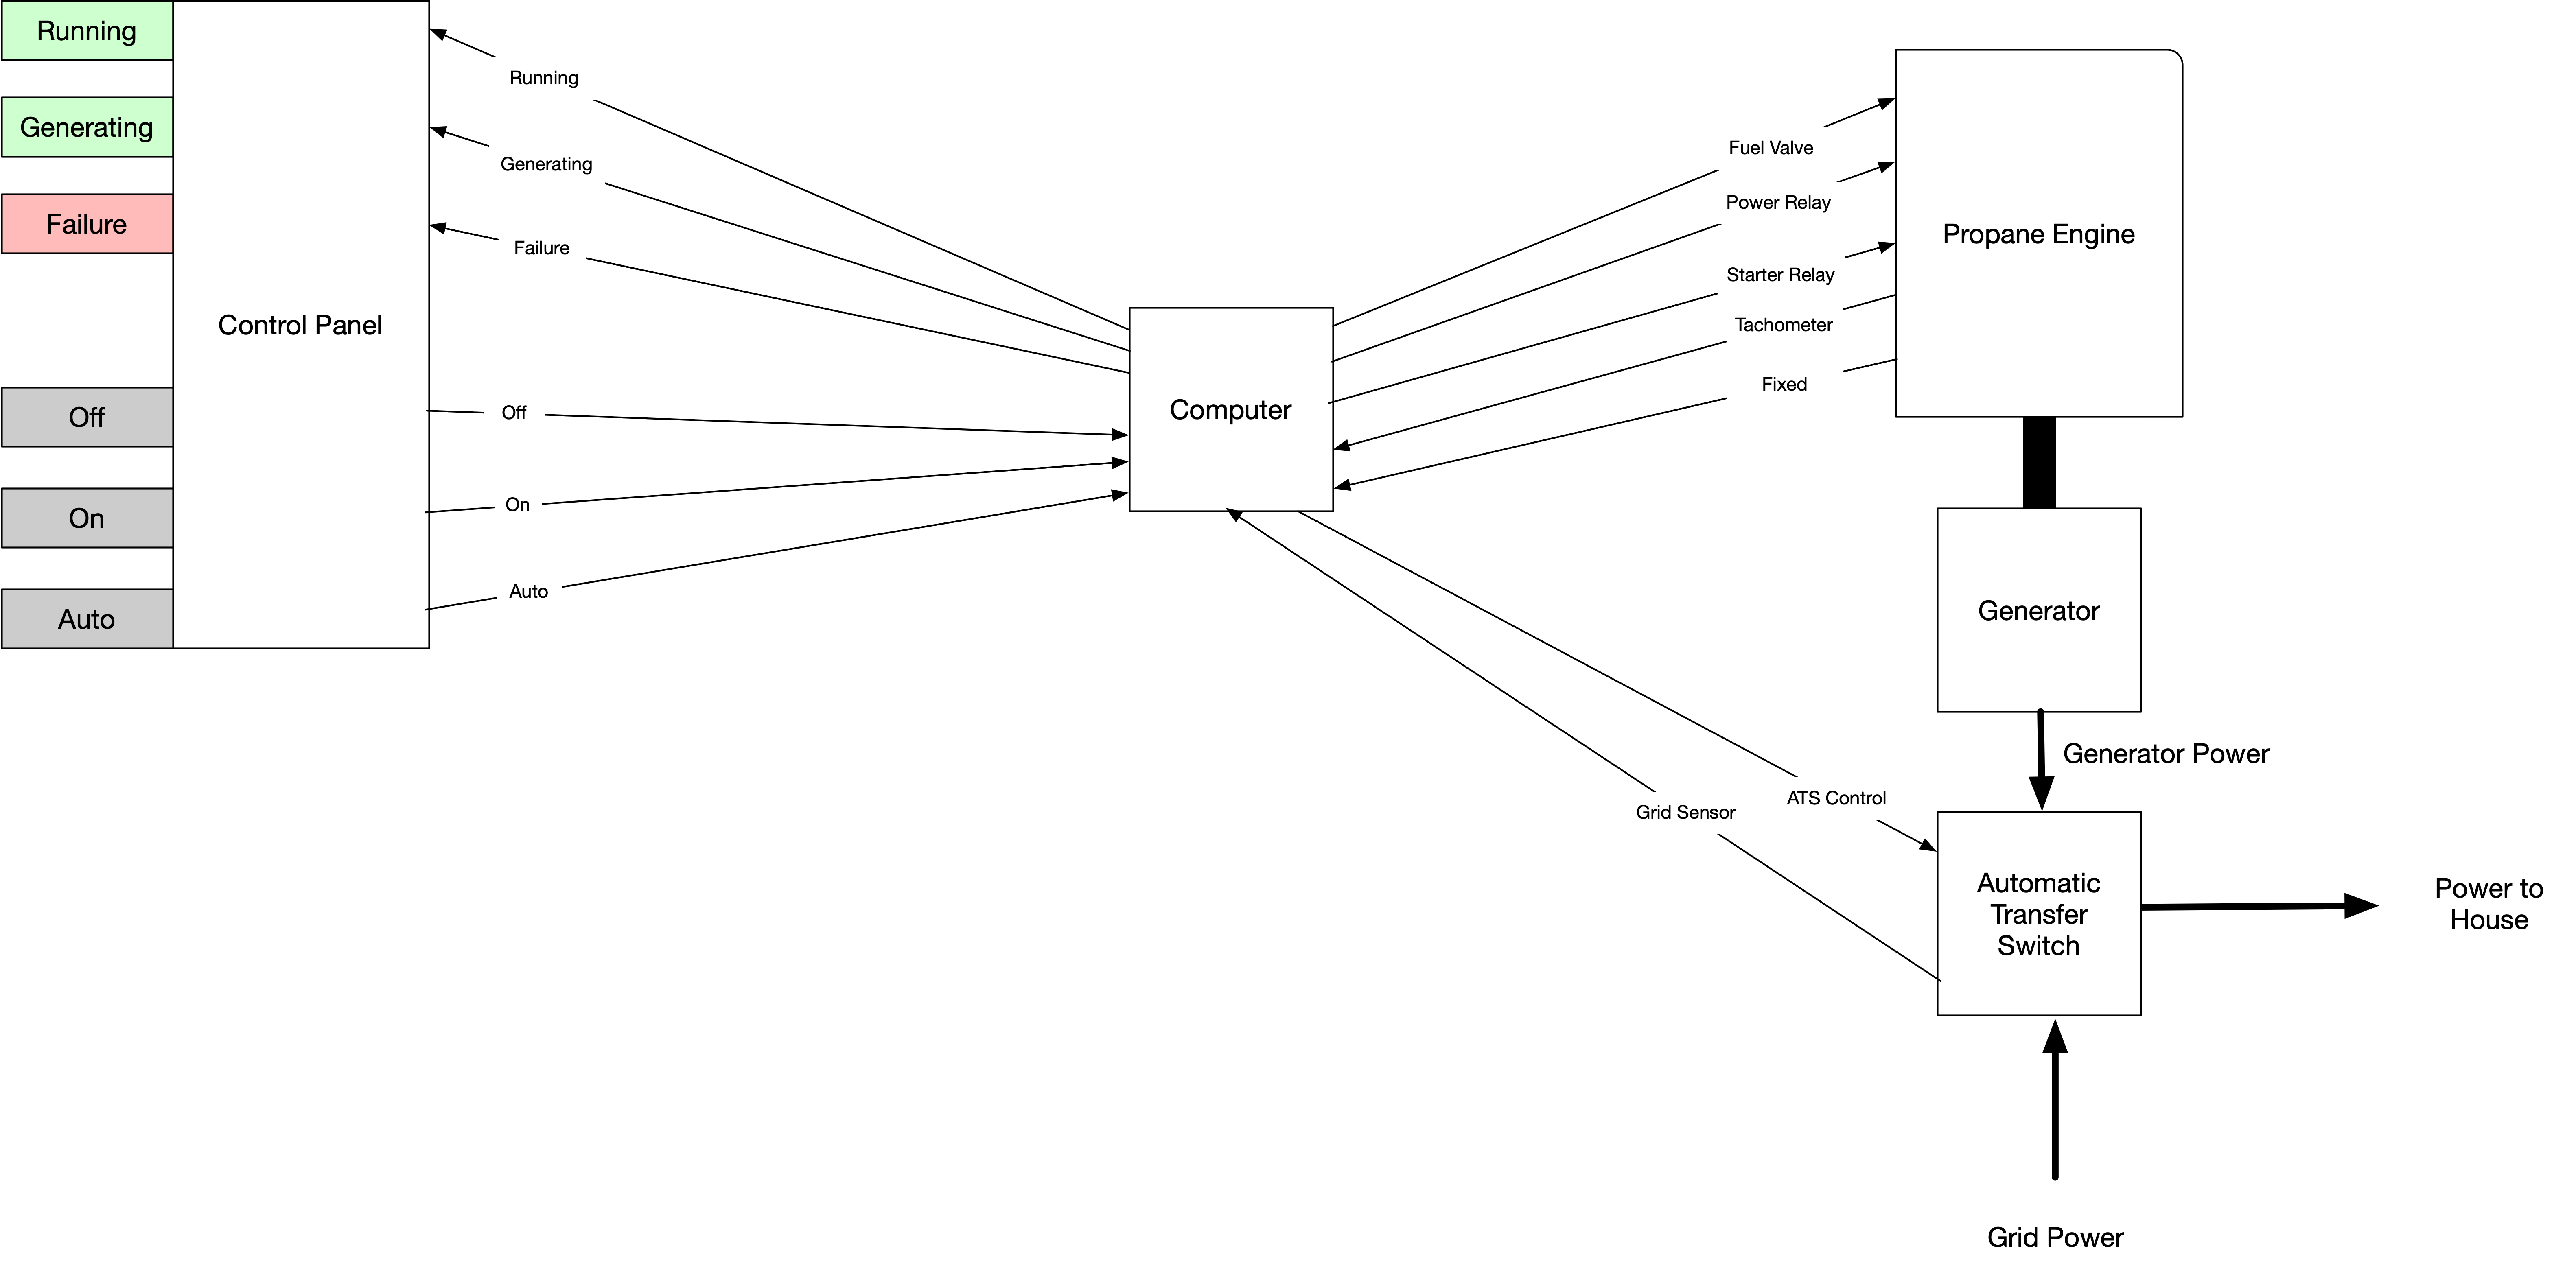 Running
Generating
Failure
Off
On
Auto
Control Panel
Running
Generating
Failure
Off
On
Auto
Computer
Fuel Valve
Power Relay
Starter Relay
Tachometer
Fixed
Propane Engine
Generator
Generator Power
ATS Control
Grid Sensor
Automatic
Transfer
Switch
Power to
House
Grid Power